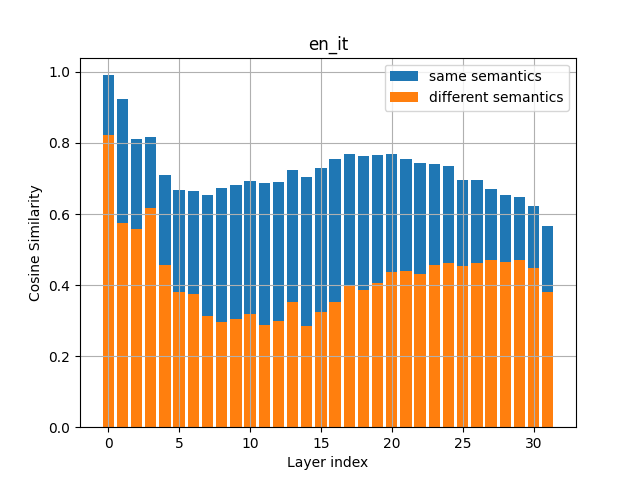 en_it
same semantics
different semantics
Cosine Similarity
1.0
0.8
0.6
0.4
0.2
0.0
0 5 10 15 20 25 30
Layer index